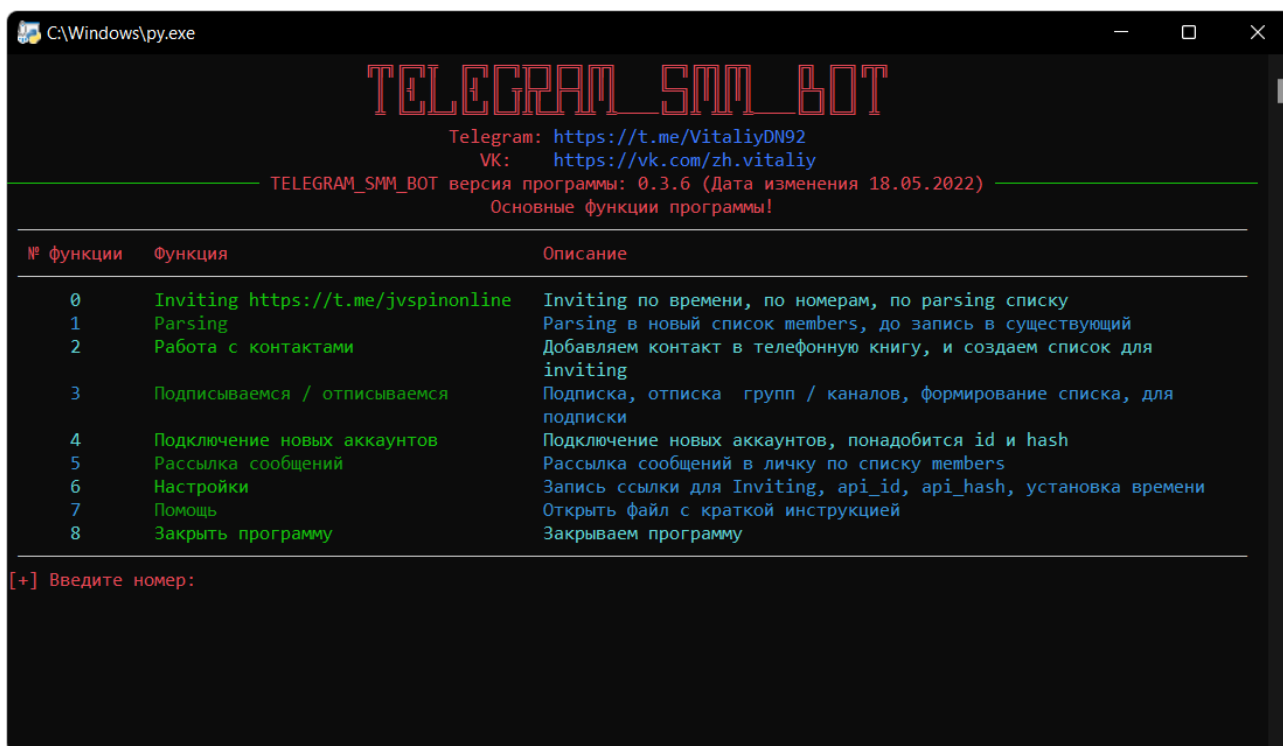 C:\Windows\py.exe
TELEGRAM_SMM_BOT
Telegram: https://t.me/VitaliyDN92
VK: https://vk.com/zh.vitaliy
TELEGRAM_SMM_BOT версия программы: 0.3.6 (Дата изменения 18.05.2022)
Основные функции программы!
№ функции Функция Описание
0 Inviting https://t.me/jvspinonline Inviting по времени, по номерам, по parsing списку
1 Parsing Parsing в новый список members, до запись в существующий
2 Работа с контактами Добавляем контакт в телефонную книгу, и создаем список для
inviting
3 Подписываемся / отписываемся Подписка, отписка групп / каналов, формирование списка, для
подписки
4 Подключение новых аккаунтов Подключение новых аккаунтов, понадобится id и hash
5 Рассылка сообщений Рассылка сообщений в личку по списку members
6 Настройки Запись ссылки для Inviting, api_id, api_hash, установка времени
7 Помощь Открыть файл с краткой инструкцией
8 Закрыть программу Закрываем программу
[+] Введите номер: